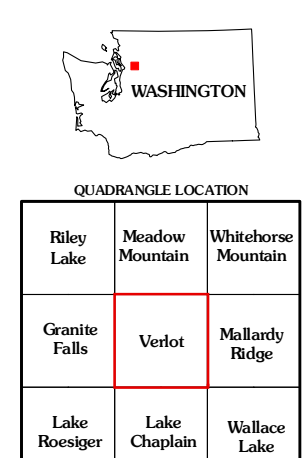 WASHINGTON
QUADRANGLE LOCATION
Riley Meadow Whitehorse
Lake Mountain Mountain
Granite Verlot Mallardy
Falls Ridge
Lake Lake Wallace
Roesiger Chaplain Lake